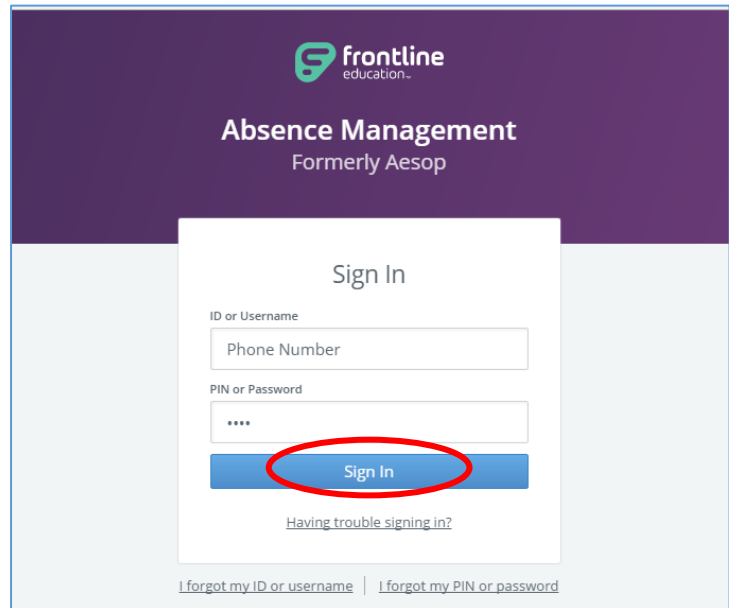 frontline
education™
Absence Management
Formerly Aesop
Sign In
ID or Username
Phone Number
PIN or Password
••••
Sign In
Having trouble signing in?
I forgot my ID or username | I forgot my PIN or password